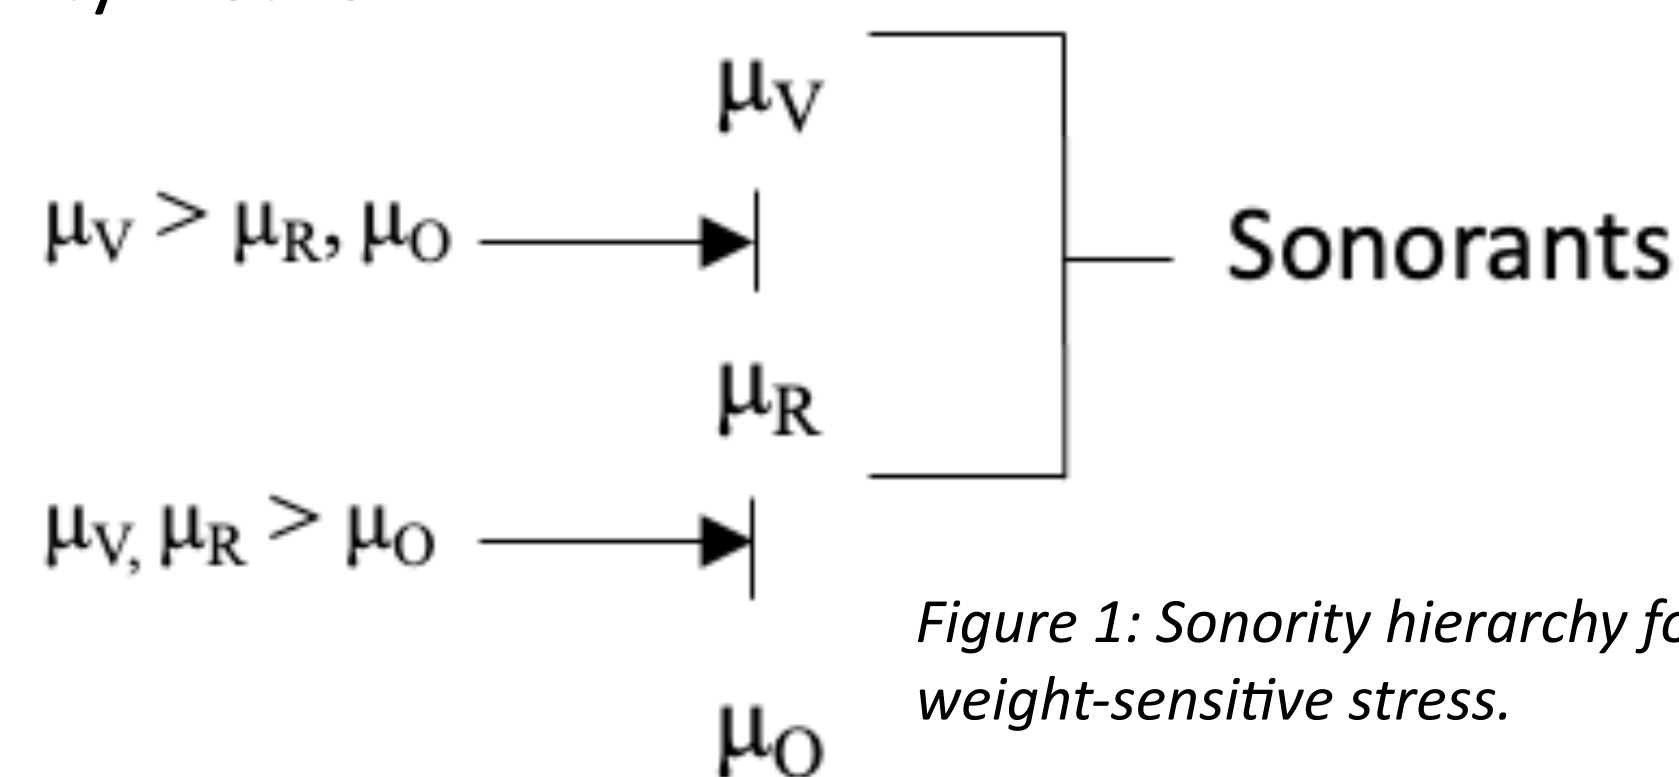 μV
μV > μR, μO
Sonorants
μR
μV, μR > μO
Figure 1: Sonority hierarchy fo
weight-sensitive stress.
μO